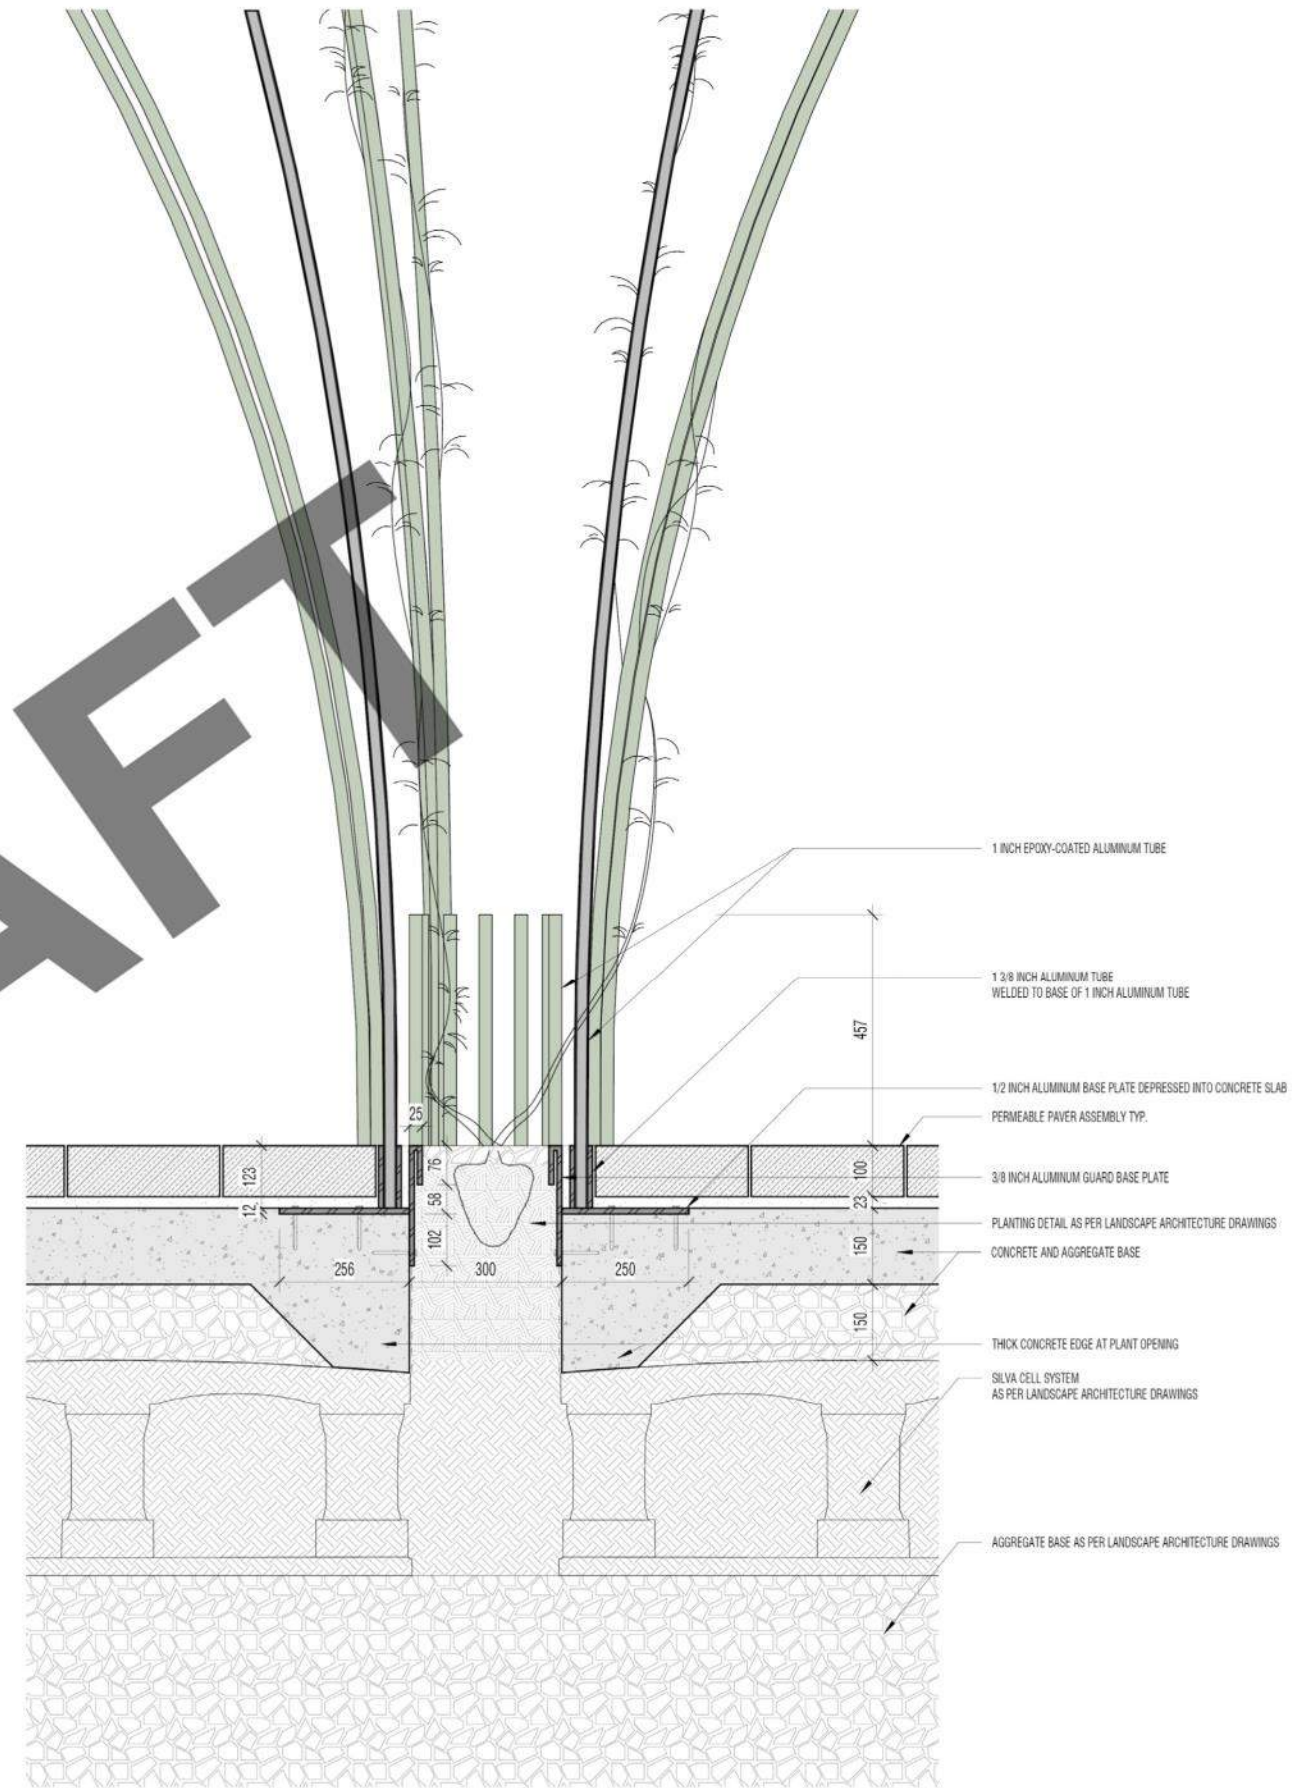 AFT
1 INCH EPOXY-COATED ALUMINUM TUBE
1 3/8 INCH ALUMINUM TUBE
WELDED TO BASE OF 1 INCH ALUMINUM TUBE
457
1/2 INCH ALUMINUM BASE PLATE DEPRESSED INTO CONCRETE SLAB
25
PERMEABLE PAVER ASSEMBLY TYP.
123
76
100
3/8 INCH ALUMINUM GUARD BASE PLATE
58
23
12
PLANTING DETAIL AS PER LANDSCAPE ARCHITECTURE DRAWINGS
102
150
CONCRETE AND AGGREGATE BASE
256
300
250
150
THICK CONCRETE EDGE AT PLANT OPENING
SILVA CELL SYSTEM
AS PER LANDSCAPE ARCHITECTURE DRAWINGS
AGGREGATE BASE AS PER LANDSCAPE ARCHITECTURE DRAWINGS